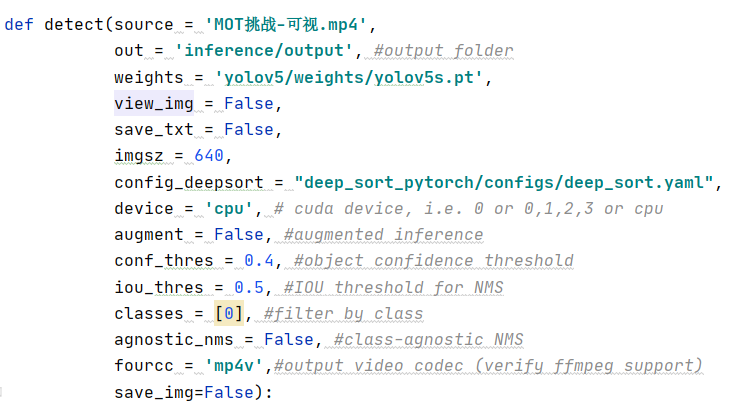 def detect(source = 'MOT挑战-可视.mp4',
out = 'inference/output', #output folder
weights = 'yolov5/weights/yolov5s.pt',
view_img = False,
save_txt = False,
imgsz = 640,
config_deepsort = "deep_sort_pytorch/configs/deep_sort.yaml",
device = 'cpu', # cuda device, i.e. 0 or 0,1,2,3 or cpu
augment = False, #augmented inference
conf_thres = 0.4, #object confidence threshold
iou_thres = 0.5, #IOU threshold for NMS
classes = [0], #filter by class
agnostic_nms = False, #class-agnostic NMS
fourcc = 'mp4v',#output video codec (verify ffmpeg support)
save_img=False):